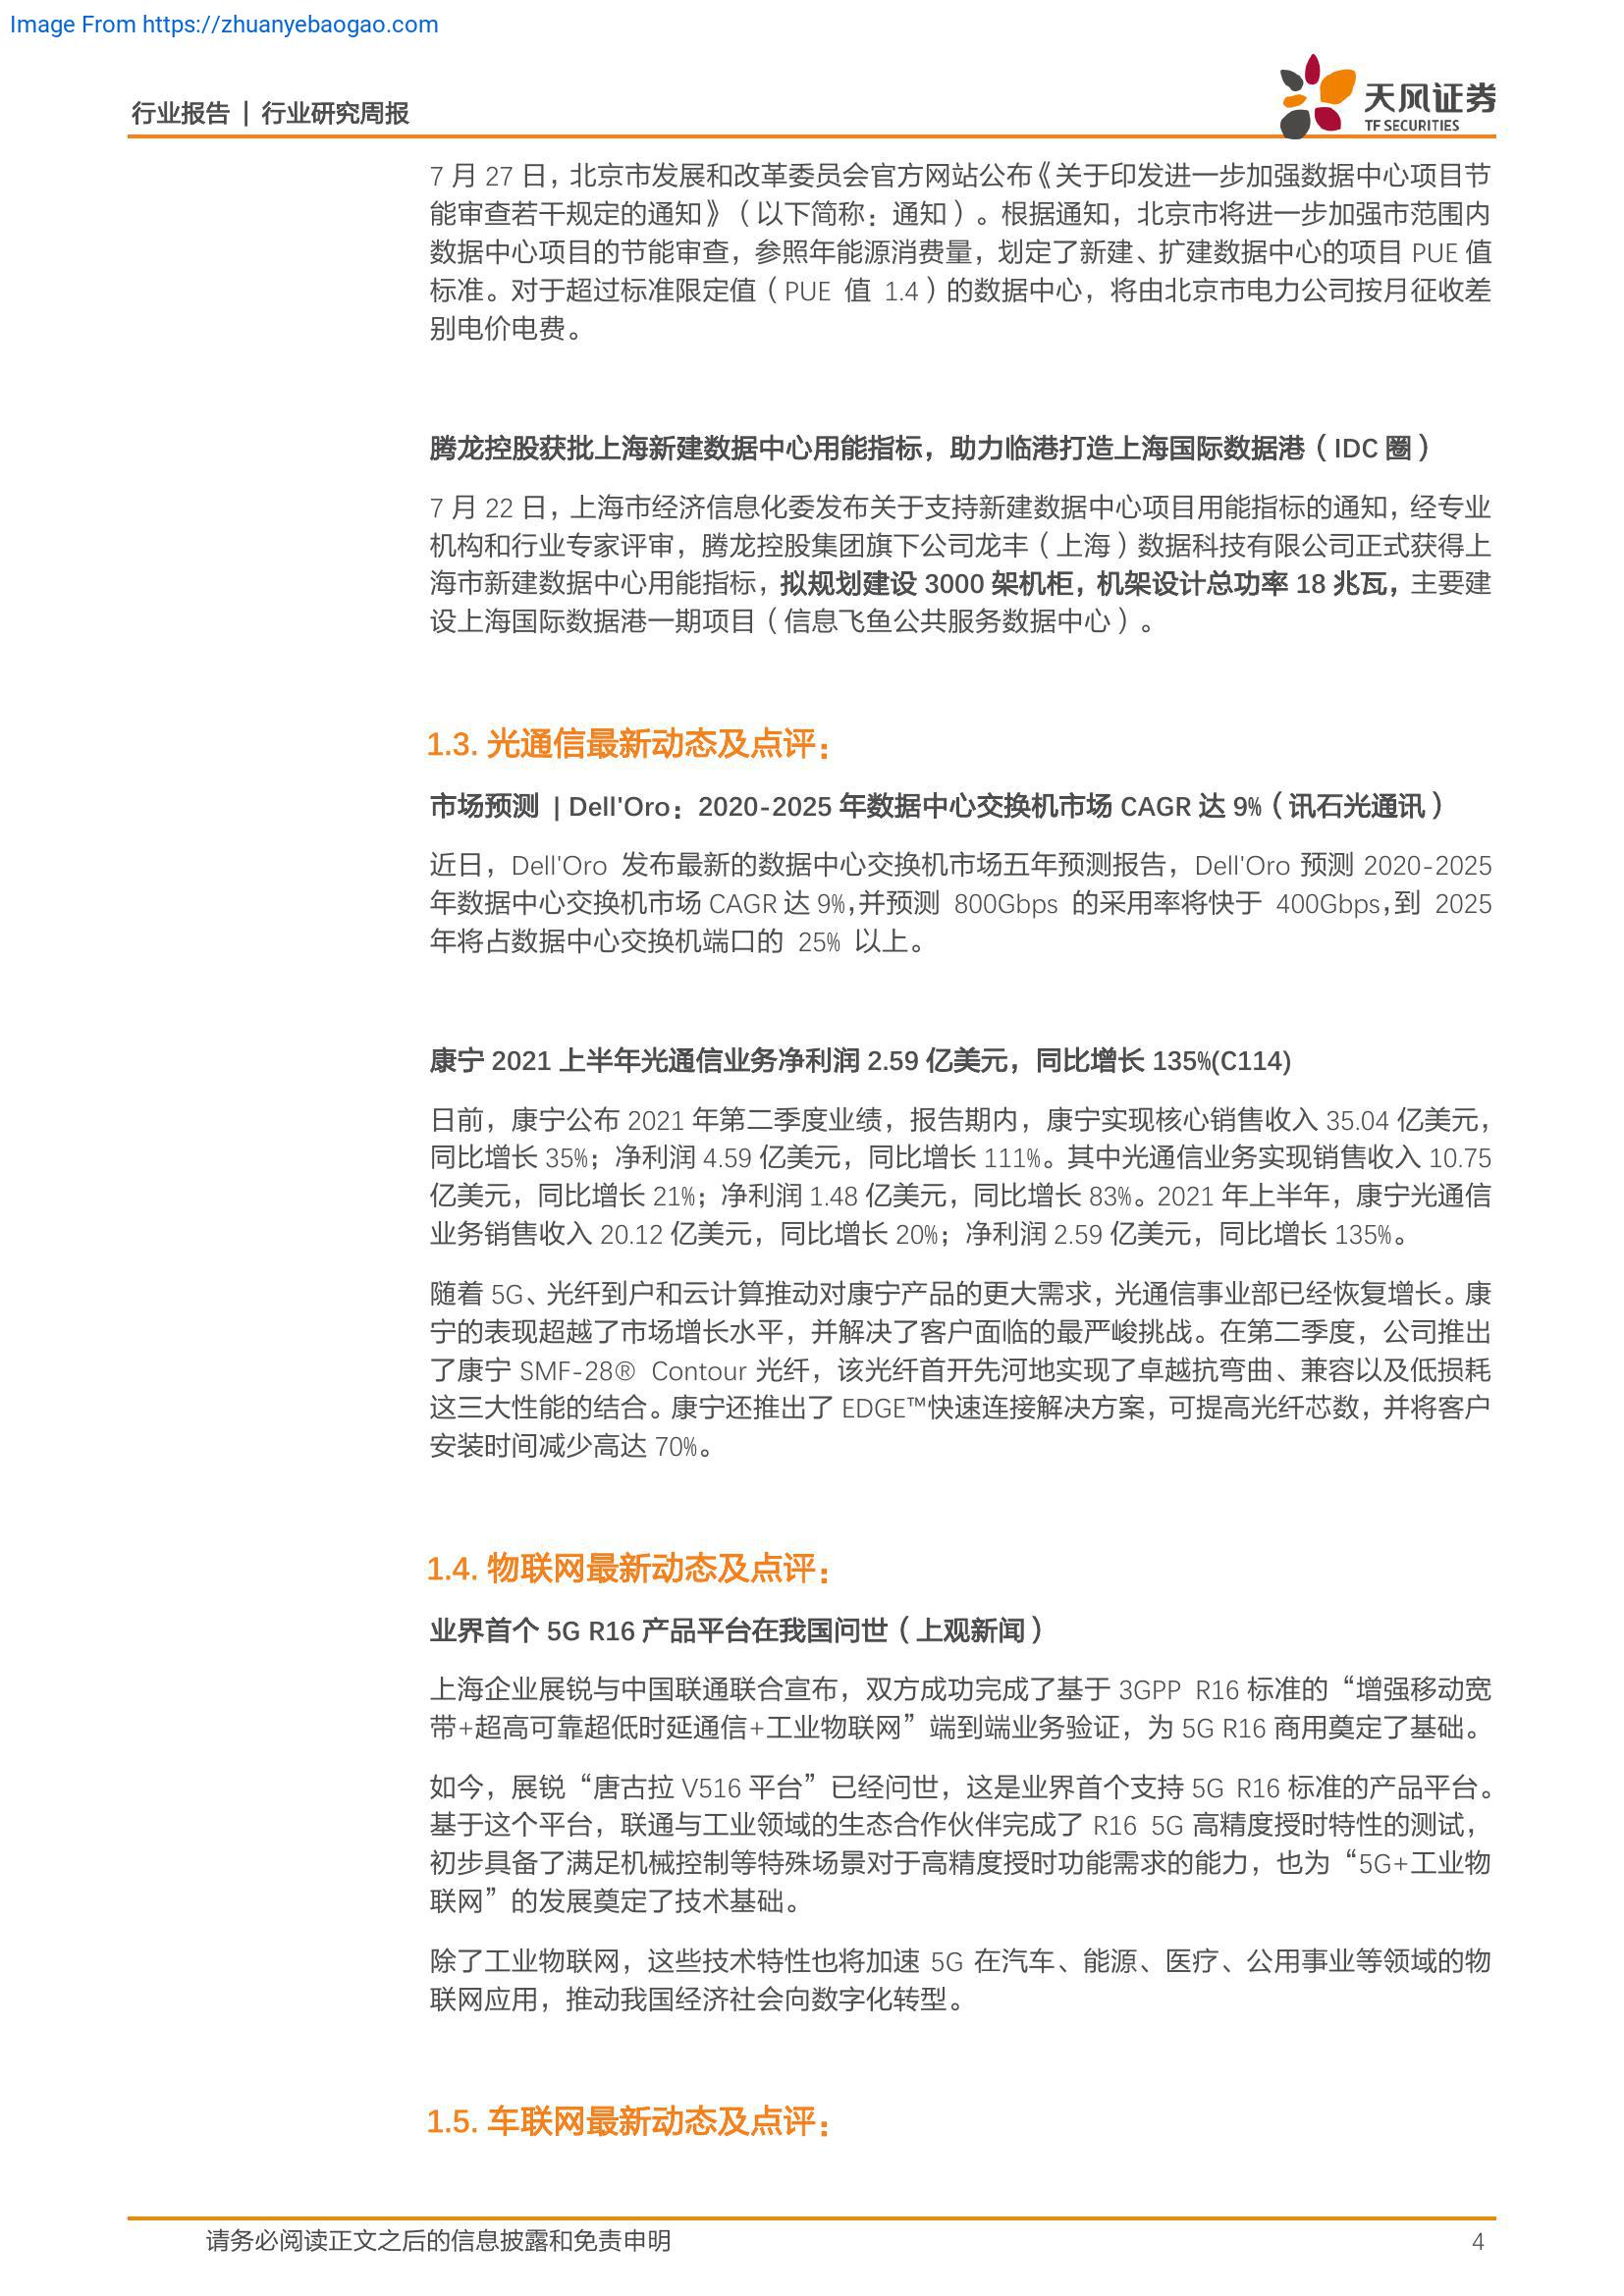 Image From https://zhuanyebaogao.com
行业报告 | 行业研究周报
天风证券
TF SECURITIES
7 月 27 日，北京市发展和改革委员会官方网站公布《关于印发进一步加强数据中心项目节
能审查若干规定的通知》（以下简称：通知）。根据通知，北京市将进一步加强市范围内
数据中心项目的节能审查，参照年能源消费量，划定了新建、扩建数据中心的项目 PUE 值
标准。对于超过标准限定值（PUE 值 1.4）的数据中心，将由北京市电力公司按月征收差
别电价电费。
腾龙控股获批上海新建数据中心用能指标，助力临港打造上海国际数据港（IDC 圈）
7 月 22 日，上海市经济信息化委发布关于支持新建数据中心项目用能指标的通知，经专业
机构和行业专家评审，腾龙控股集团旗下公司龙丰（上海）数据科技有限公司正式获得上
海市新建数据中心用能指标，拟规划建设 3000 架机柜，机架设计总功率 18 兆瓦，主要建
设上海国际数据港一期项目（信息飞鱼公共服务数据中心）。
1.3. 光通信最新动态及点评：
市场预测 | Dell'Oro：2020-2025 年数据中心交换机市场 CAGR 达 9%（讯石光通讯）
近日，Dell'Oro 发布最新的数据中心交换机市场五年预测报告，Dell'Oro 预测 2020-2025
年数据中心交换机市场 CAGR 达 9%，并预测 800Gbps 的采用率将快于 400Gbps，到 2025
年将占数据中心交换机端口的 25% 以上。
康宁 2021 上半年光通信业务净利润 2.59 亿美元，同比增长 135%(C114)
日前，康宁公布 2021 年第二季度业绩，报告期内，康宁实现核心销售收入 35.04 亿美元，
同比增长 35%；净利润 4.59 亿美元，同比增长 111%。其中光通信业务实现销售收入 10.75
亿美元，同比增长 21%；净利润 1.48 亿美元，同比增长 83%。2021 年上半年，康宁光通信
业务销售收入 20.12 亿美元，同比增长 20%；净利润 2.59 亿美元，同比增长 135%。
随着 5G、光纤到户和云计算推动对康宁产品的更大需求，光通信事业部已经恢复增长。康
宁的表现超越了市场增长水平，并解决了客户面临的最严峻挑战。在第二季度，公司推出
了康宁 SMF-28® Contour 光纤，该光纤首开先河地实现了卓越抗弯曲、兼容以及低损耗
这三大性能的结合。康宁还推出了 EDGE™快速连接解决方案，可提高光纤芯数，并将客户
安装时间减少高达 70%。
1.4. 物联网最新动态及点评：
业界首个 5G R16 产品平台在我国问世（上观新闻）
上海企业展锐与中国联通联合宣布，双方成功完成了基于 3GPP R16 标准的“增强移动宽
带+超高可靠超低时延通信+工业物联网”端到端业务验证，为 5G R16 商用奠定了基础。
如今，展锐“唐古拉 V516 平台”已经问世，这是业界首个支持 5G R16 标准的产品平台。
基于这个平台，联通与工业领域的生态合作伙伴完成了 R16 5G 高精度授时特性的测试，
初步具备了满足机械控制等特殊场景对于高精度授时功能需求的能力，也为“5G+工业物
联网”的发展奠定了技术基础。
除了工业物联网，这些技术特性也将加速 5G 在汽车、能源、医疗、公用事业等领域的物
联网应用，推动我国经济社会向数字化转型。
1.5. 车联网最新动态及点评：
请务必阅读正文之后的信息披露和免责申明
4